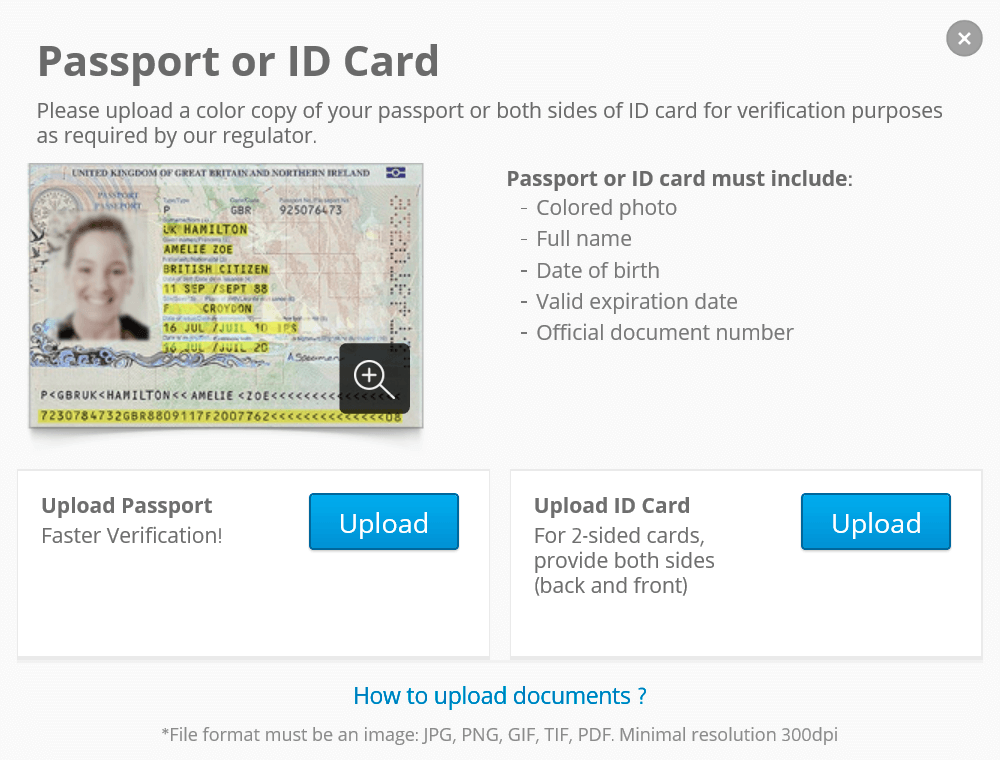 Passport or ID Card
Please upload a color copy of your passport or both sides of ID card for verification purposes
as required by our regulator.
UNITED KINGDOM OF GREAT BRITAIN AND NORTHERN IRELAND
PASSPORT
PASSEPORT
P GBR 925076473
UK HAMILTON
AMELIE ZOE
BRITISH CITIZEN
11 SEP /SEPT 88
F CROYDON
16 JUL /JUIL 10 IPS
16 JUL /JUIL 20
P<GBRUK<HAMILTON<< AMELIE <ZOE<<<<<<<<<<<<<<<
7230784732GBR8809117F2007762<<<<<<<<<<<<<<08
Passport or ID card must include:
- Colored photo
- Full name
- Date of birth
- Valid expiration date
- Official document number
Upload Passport
Faster Verification!
Upload
Upload ID Card
For 2-sided cards,
provide both sides
(back and front)
Upload
How to upload documents ?
*File format must be an image: JPG, PNG, GIF, TIF, PDF. Minimal resolution 300dpi